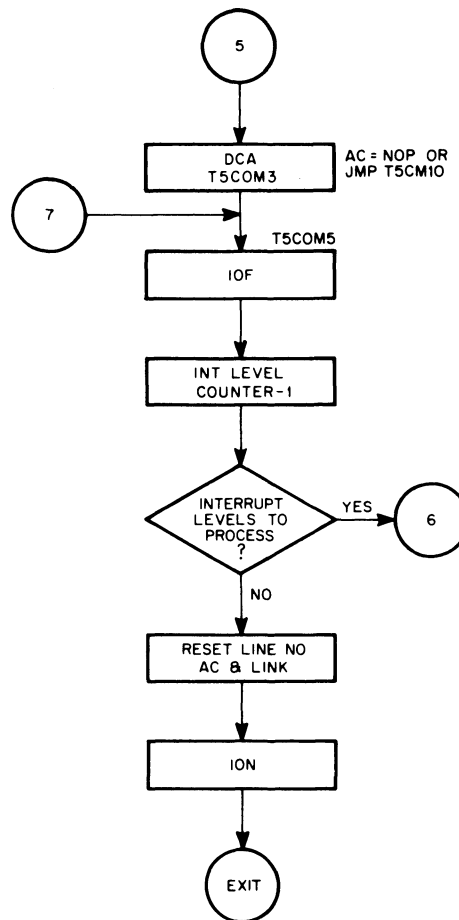 5
DCA
T5COM3
AC = NOP OR
JMP T5CM10
7
T5COM5
IOF
INT LEVEL
COUNTER-1
INTERRUPT
LEVELS TO
PROCESS
?
YES
6
NO
RESET LINE NO
AC & LINK
ION
EXIT